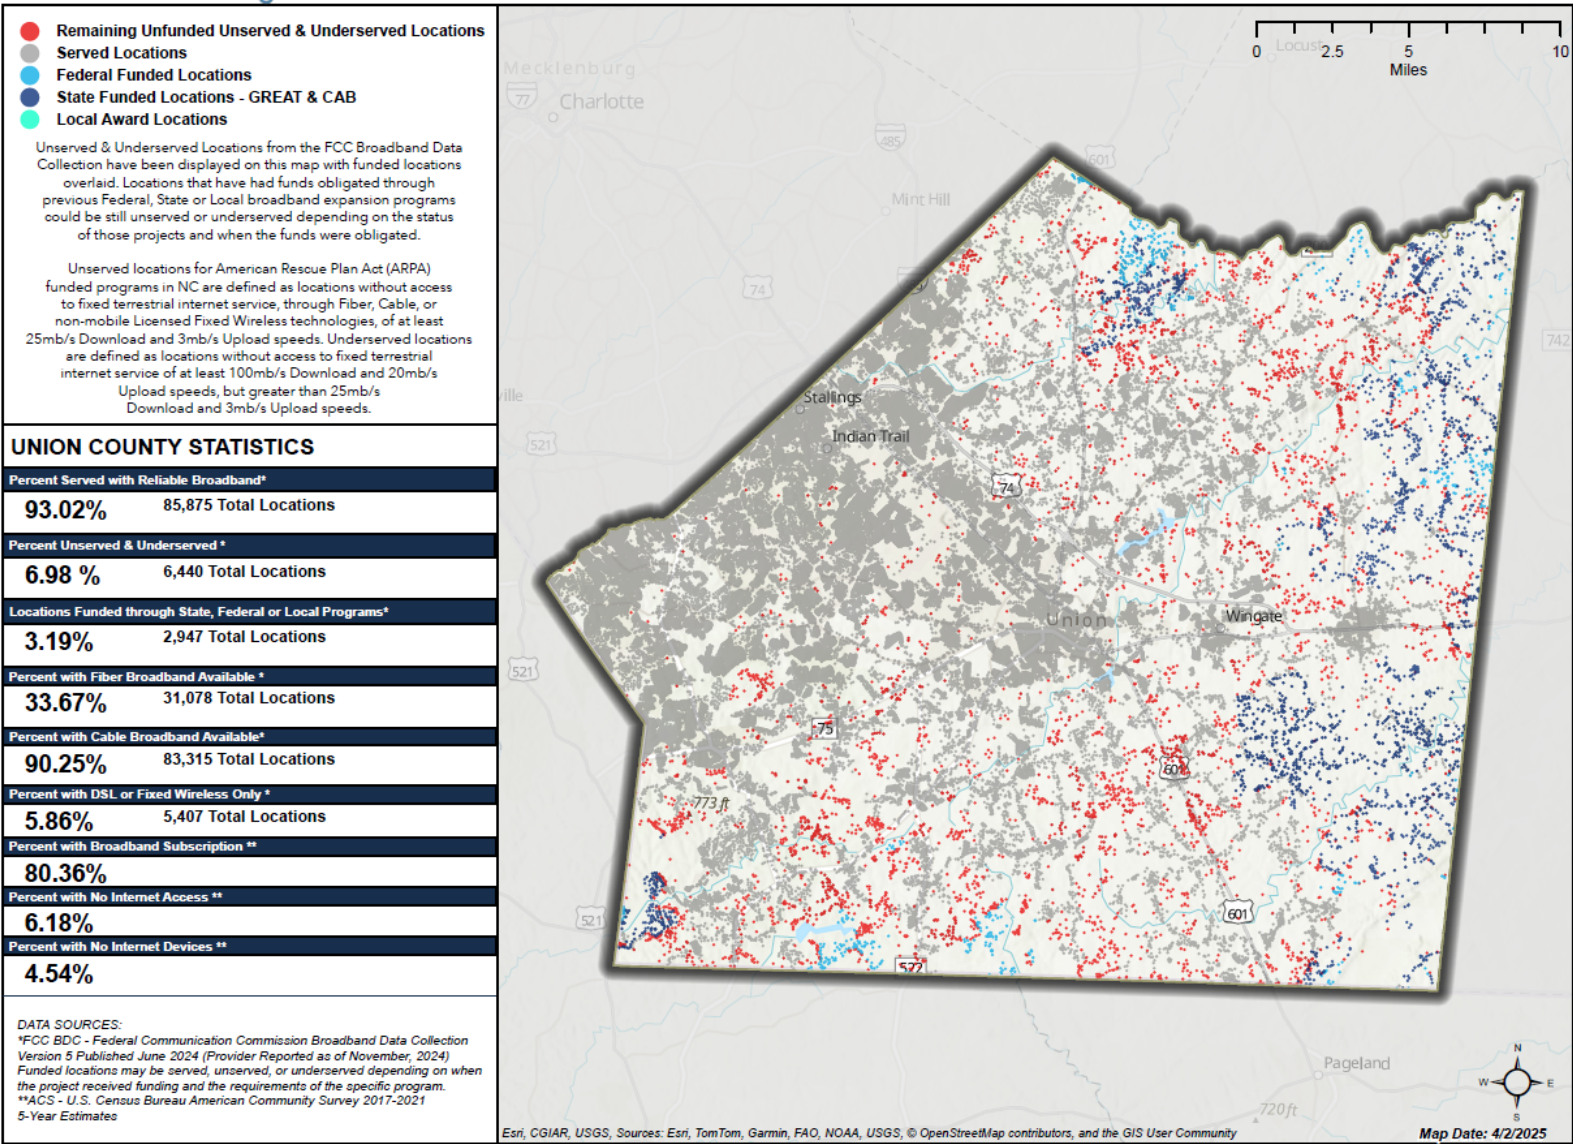 Remaining Unfunded Unserved & Underserved Locations
Served Locations
Federal Funded Locations
State Funded Locations - GREAT & CAB
Local Award Locations
Unserved & Underserved Locations from the FCC Broadband Data
Collection have been displayed on this map with funded locations
overlaid. Locations that have had funds obligated through
previous Federal, State or Local broadband expansion programs
could be still unserved or underserved depending on the status
of those projects and when the funds were obligated.
Unserved locations for American Rescue Plan Act (ARPA)
funded programs in NC are defined as locations without access
to fixed terrestrial internet service, through Fiber, Cable, or
non-mobile Licensed Fixed Wireless technologies, of at least
25mb/s Download and 3mb/s Upload speeds. Underserved locations
are defined as locations without access to fixed terrestrial
internet service of at least 100mb/s Download and 20mb/s
Upload speeds, but greater than 25mb/s
Download and 3mb/s Upload speeds.
UNION COUNTY STATISTICS
Percent Served with Reliable Broadband*
93.02% 85,875 Total Locations
Percent Unserved & Underserved *
6.98 % 6,440 Total Locations
Locations Funded through State, Federal or Local Programs*
3.19% 2,947 Total Locations
Percent with Fiber Broadband Available *
33.67% 31,078 Total Locations
Percent with Cable Broadband Available*
90.25% 83,315 Total Locations
Percent with DSL or Fixed Wireless Only *
5.86% 5,407 Total Locations
Percent with Broadband Subscription **
80.36%
Percent with No Internet Access **
6.18%
Percent with No Internet Devices **
4.54%
DATA SOURCES:
*FCC BDC - Federal Communication Commission Broadband Data Collection
Version 5 Published June 2024 (Provider Reported as of November, 2024)
Funded locations may be served, unserved, or underserved depending on when
the project received funding and the requirements of the specific program.
**ACS - U.S. Census Bureau American Community Survey 2017-2021
5-Year Estimates
0 2.5 5 10
Miles
Locust
Mecklenburg
77
Charlotte
485
601
Mint Hill
74
742
ville
Stallings
Indian Trail
521
74
Union
Wingate
521
75
601
773 ft
521
601
522
Pageland
720 ft
N
W E
S
Esri, CGIAR, USGS, Sources: Esri, TomTom, Garmin, FAO, NOAA, USGS, © OpenStreetMap contributors, and the GIS User Community
Map Date: 4/2/2025